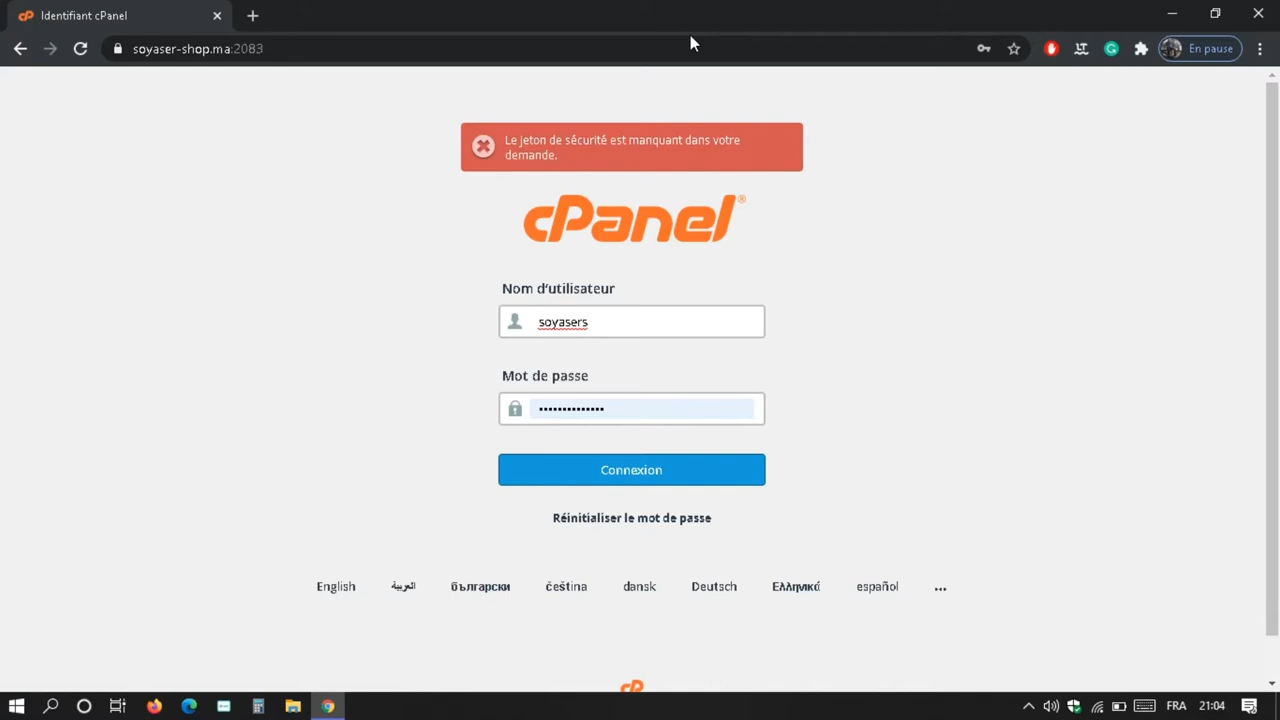 Identifiant cPanel
soyaser-shop.ma:2083
En pause
Le jeton de sécurité est manquant dans votre
demande.
cPanel®
Nom d'utilisateur
soyasers
Mot de passe
••••••••••••••
Connexion
Réinitialiser le mot de passe
English العربية български čeština dansk Deutsch Ελληνικά español ...
FRA 21:04